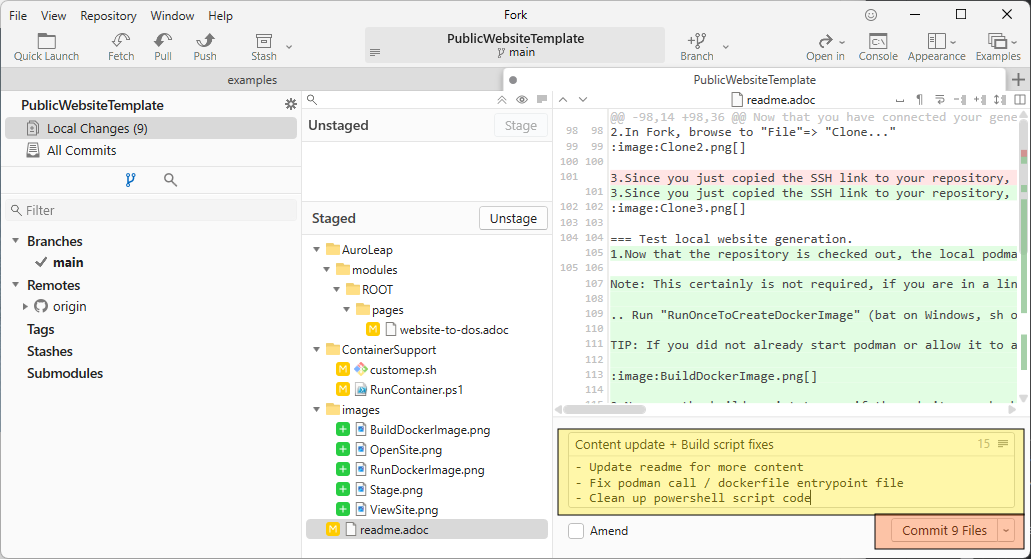 File View Repository Window Help
Fork
Quick Launch
Fetch
Pull
Push
Stash
PublicWebsiteTemplate
main
Branch
Open in
Console
Appearance
Examples
examples
PublicWebsiteTemplate
PublicWebsiteTemplate
Local Changes (9)
All Commits
Filter
Branches
main
Remotes
origin
Tags
Stashes
Submodules
Unstaged
Stage
Staged
Unstage
AuroLeap
modules
ROOT
pages
M website-to-dos.adoc
ContainerSupport
M customep.sh
M RunContainer.ps1
images
BuildDockerImage.png
OpenSite.png
RunDockerImage.png
Stage.png
ViewSite.png
M readme.adoc
readme.adoc
@@ -98,14 +98,36 @@ Now that you have connected your gene
98 98 2.In Fork, browse to "File"=> "Clone..."
99 99 :image:Clone2.png[]
100 100
101 3.Since you just copied the SSH link to your repository,
101 3.Since you just copied the SSH link to your repository,
102 102 :image:Clone3.png[]
103 103
104 104 === Test local website generation.
105 1.Now that the repository is checked out, the local podma
105 106
107 Note: This certainly is not required, if you are in a lin
108
109 .. Run "RunOnceToCreateDockerImage" (bat on Windows, sh o
110
111 TIP: If you did not already start podman or allow it to a
112
113 :image:BuildDockerImage.png[]
114
Content update + Build script fixes 15
- Update readme for more content
- Fix podman call / dockerfile entrypoint file
- Clean up powershell script code
Amend
Commit 9 Files